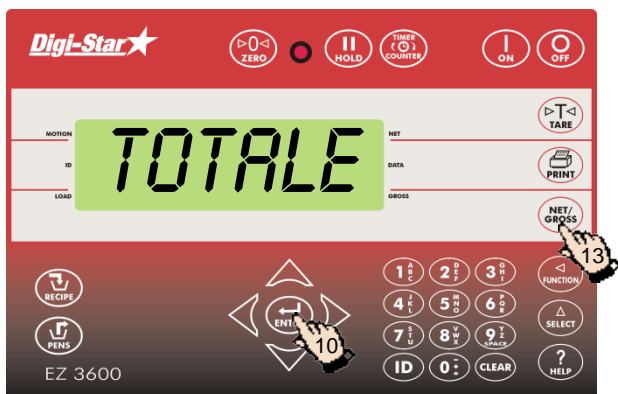 Digi-Star
▷0◁ ZERO
HOLD
TIMER
COUNTER
ON
OFF
▷T◁ TARE
MOTION
TOTALE
NET
ID
DATA
PRINT
LOAD
GROSS
NET/
GROSS
13
RECIPE
1 A B C
2 D E F
3 G H I
FUNCTION
4 J K L
5 M N O
6 P Q R
SELECT
ENT
10
PENS
7 S T U
8 V W X
9 Y Z SPACE
EZ 3600
ID
0
CLEAR
? HELP